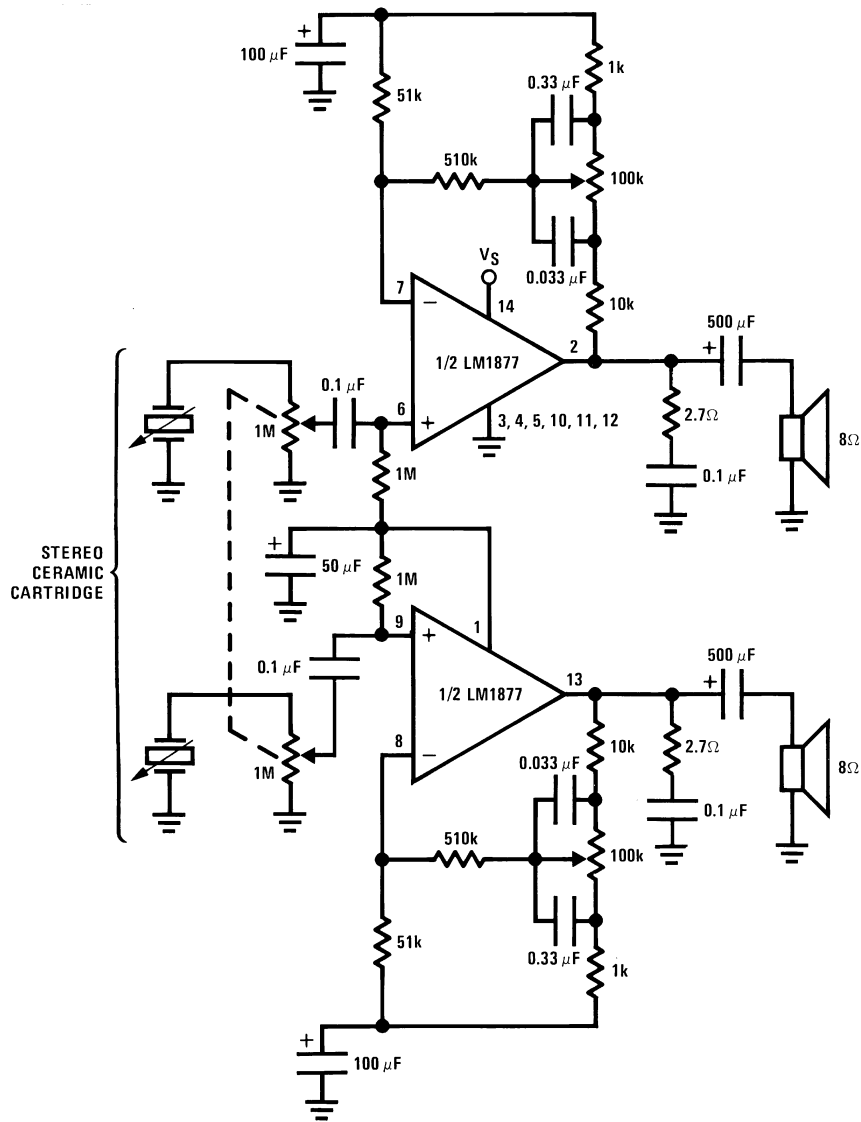 +
100 μF
51k
1k
0.33 μF
510k
100k
0.033 μF
10k
VS
7
−
14
1/2 LM1877
2
+
500 μF
0.1 μF
6
+
3, 4, 5, 10, 11, 12
1M
2.7Ω
8Ω
0.1 μF
1M
+
50 μF
STEREO
CERAMIC
CARTRIDGE
1M
9
+
1
0.1 μF
1/2 LM1877
13
+
500 μF
8
−
1M
10k
2.7Ω
0.033 μF
8Ω
0.1 μF
510k
100k
51k
0.33 μF
1k
+
100 μF